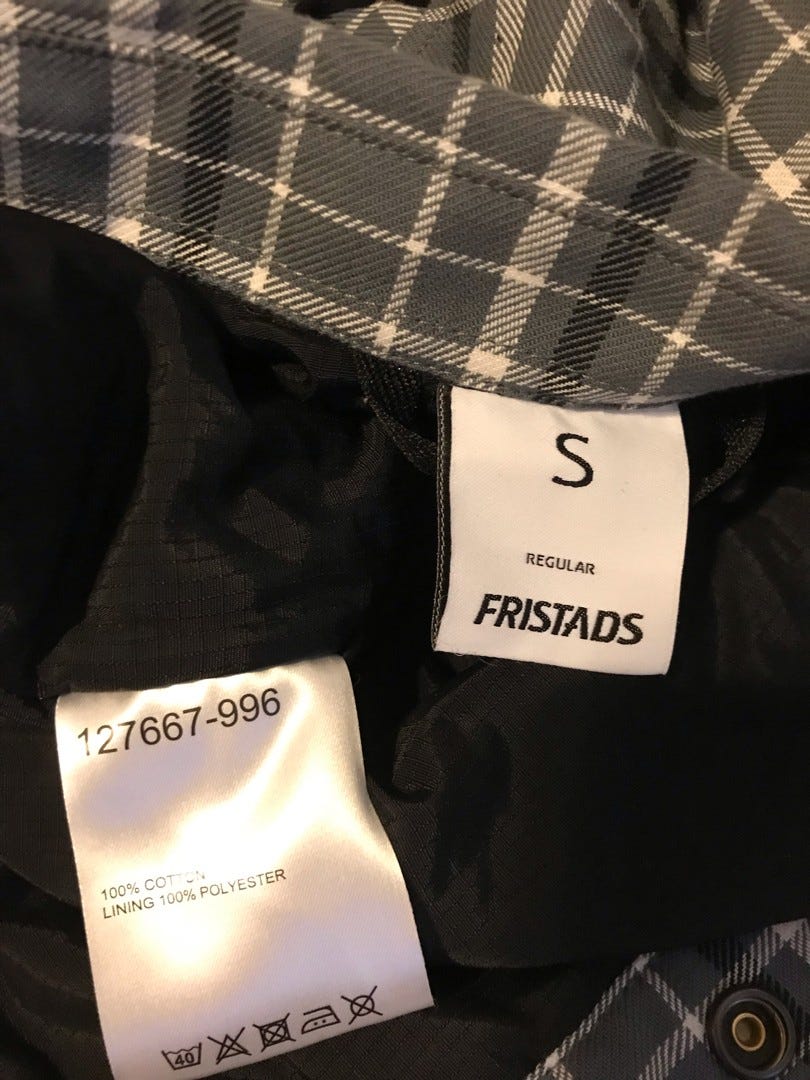 S
REGULAR
FRISTADS
127667-996
100% COTTON
LINING 100% POLYESTER
40